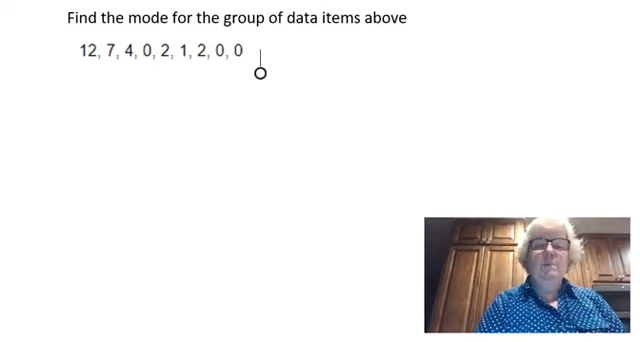 Find the mode for the group of data items above
12, 7, 4, 0, 2, 1, 2, 0, 0